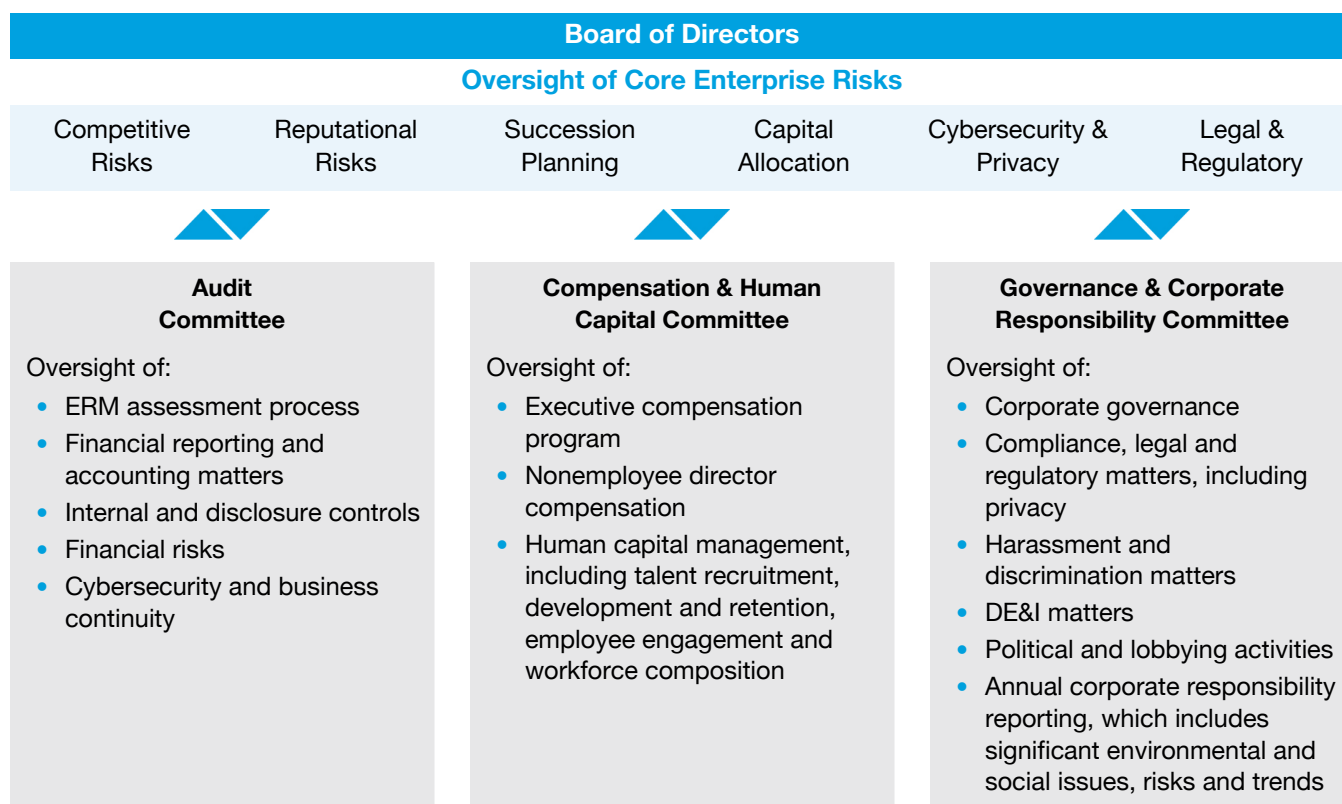 Board of Directors
Oversight of Core Enterprise Risks
Competitive
Risks
Reputational
Risks
Succession
Planning
Capital
Allocation
Cybersecurity &
Privacy
Legal &
Regulatory
Audit
Committee
Oversight of:
• ERM assessment process
• Financial reporting and
accounting matters
• Internal and disclosure controls
• Financial risks
• Cybersecurity and business
continuity
Compensation & Human
Capital Committee
Oversight of:
• Executive compensation
program
• Nonemployee director
compensation
• Human capital management,
including talent recruitment,
development and retention,
employee engagement and
workforce composition
Governance & Corporate
Responsibility Committee
Oversight of:
• Corporate governance
• Compliance, legal and
regulatory matters, including
privacy
• Harassment and
discrimination matters
• DE&I matters
• Political and lobbying activities
• Annual corporate responsibility
reporting, which includes
significant environmental and
social issues, risks and trends